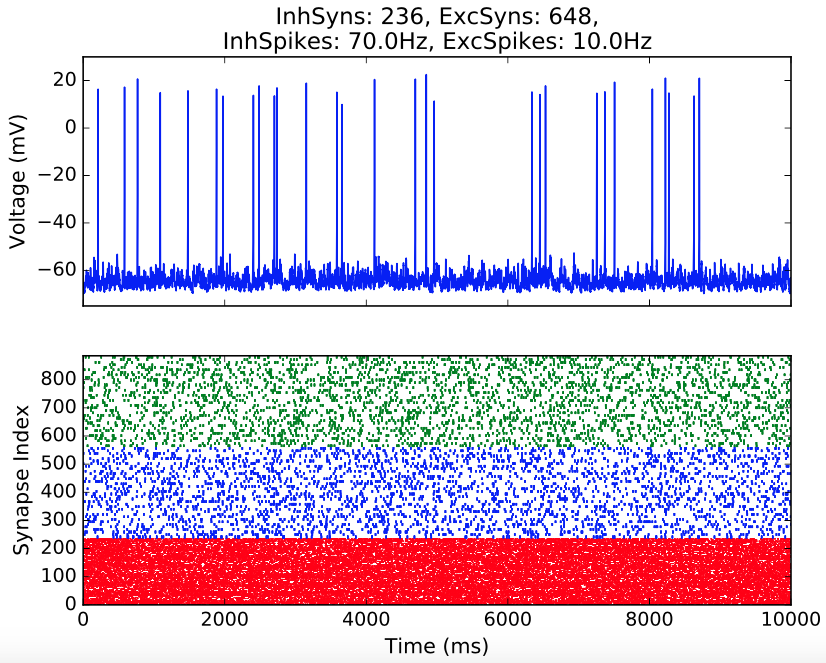 InhSyns: 236, ExcSyns: 648,
InhSpikes: 70.0Hz, ExcSpikes: 10.0Hz
20
0
−20
−40
−60
Voltage (mV)
800
700
600
500
400
300
200
100
0
Synapse Index
0 2000 4000 6000 8000 10000
Time (ms)